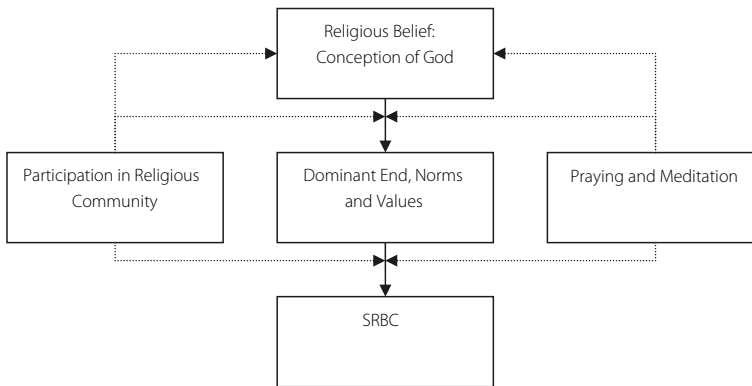 Religious Belief:
Conception of God
Participation in Religious
Community
Dominant End, Norms
and Values
Praying and Meditation
SRBC